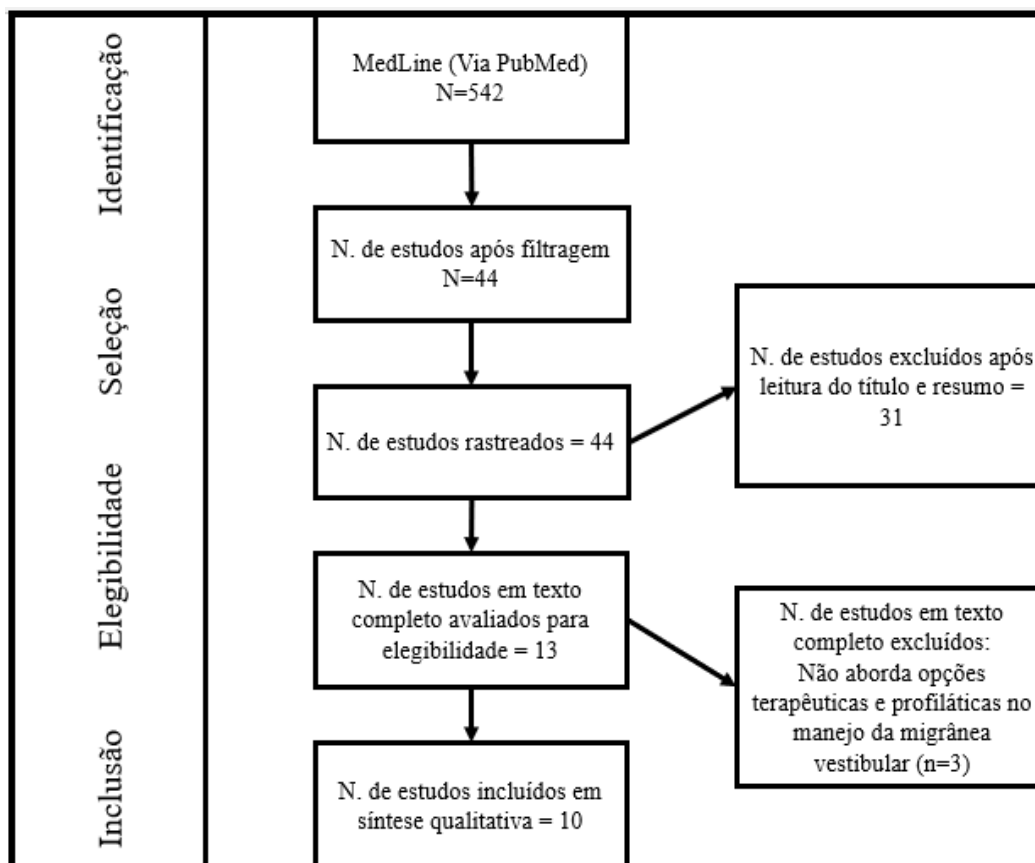 Identificação
MedLine (Via PubMed)
N=542
N. de estudos após filtragem
N=44
Seleção
N. de estudos rastreados = 44
N. de estudos excluídos após
leitura do título e resumo =
31
Elegibilidade
N. de estudos em texto
completo avaliados para
elegibilidade = 13
N. de estudos em texto
completo excluídos:
Não aborda opções
terapêuticas e profiláticas no
manejo da migrânea
vestibular (n=3)
Inclusão
N. de estudos incluídos em
síntese qualitativa = 10